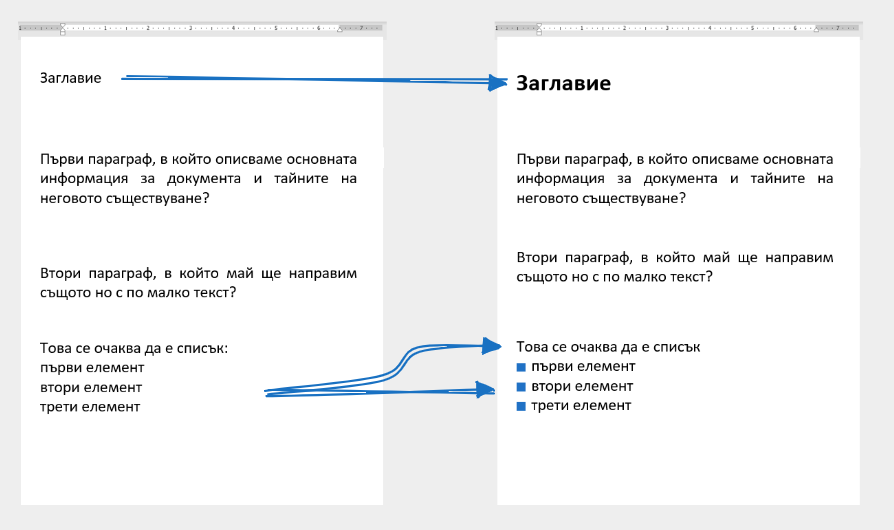 Заглавие
Първи параграф, в който описваме основната
информация за документа и тайните на
неговото съществуване?
Втори параграф, в който май ще направим
същото но с по малко текст?
Това се очаква да е списък:
първи елемент
втори елемент
трети елемент
Заглавие
Първи параграф, в който описваме основната
информация за документа и тайните на
неговото съществуване?
Втори параграф, в който май ще направим
същото но с по малко текст?
Това се очаква да е списък
първи елемент
втори елемент
трети елемент